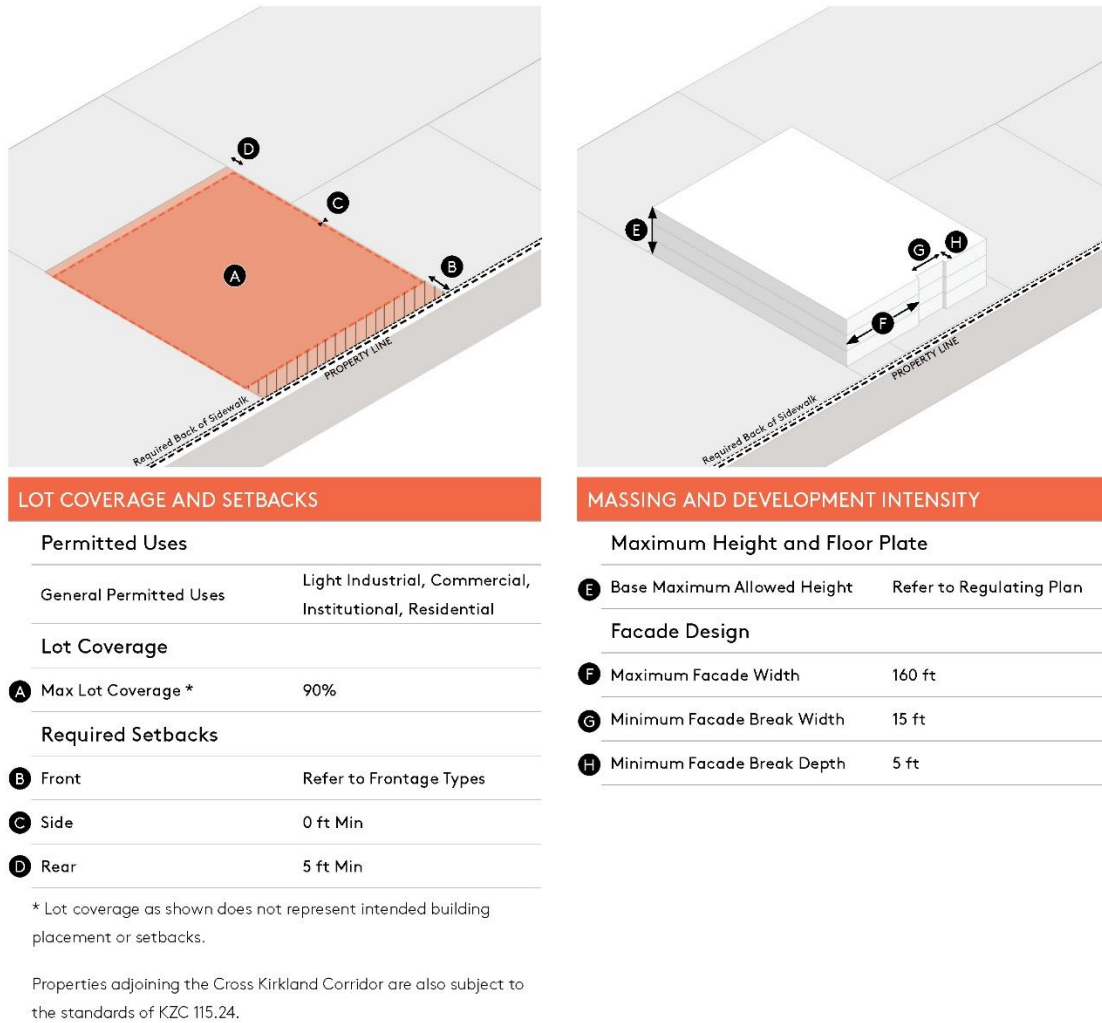 D
C
B
A
PROPERTY LINE
Required Back of Sidewalk
LOT COVERAGE AND SETBACKS
Permitted Uses
General Permitted Uses Light Industrial, Commercial,
Institutional, Residential
Lot Coverage
A Max Lot Coverage * 90%
Required Setbacks
B Front Refer to Frontage Types
C Side 0 ft Min
D Rear 5 ft Min
* Lot coverage as shown does not represent intended building
placement or setbacks.
Properties adjoining the Cross Kirkland Corridor are also subject to
the standards of KZC 115.24.
E
G
H
F
PROPERTY LINE
Required Back of Sidewalk
MASSING AND DEVELOPMENT INTENSITY
Maximum Height and Floor Plate
E Base Maximum Allowed Height Refer to Regulating Plan
Facade Design
F Maximum Facade Width 160 ft
G Minimum Facade Break Width 15 ft
H Minimum Facade Break Depth 5 ft